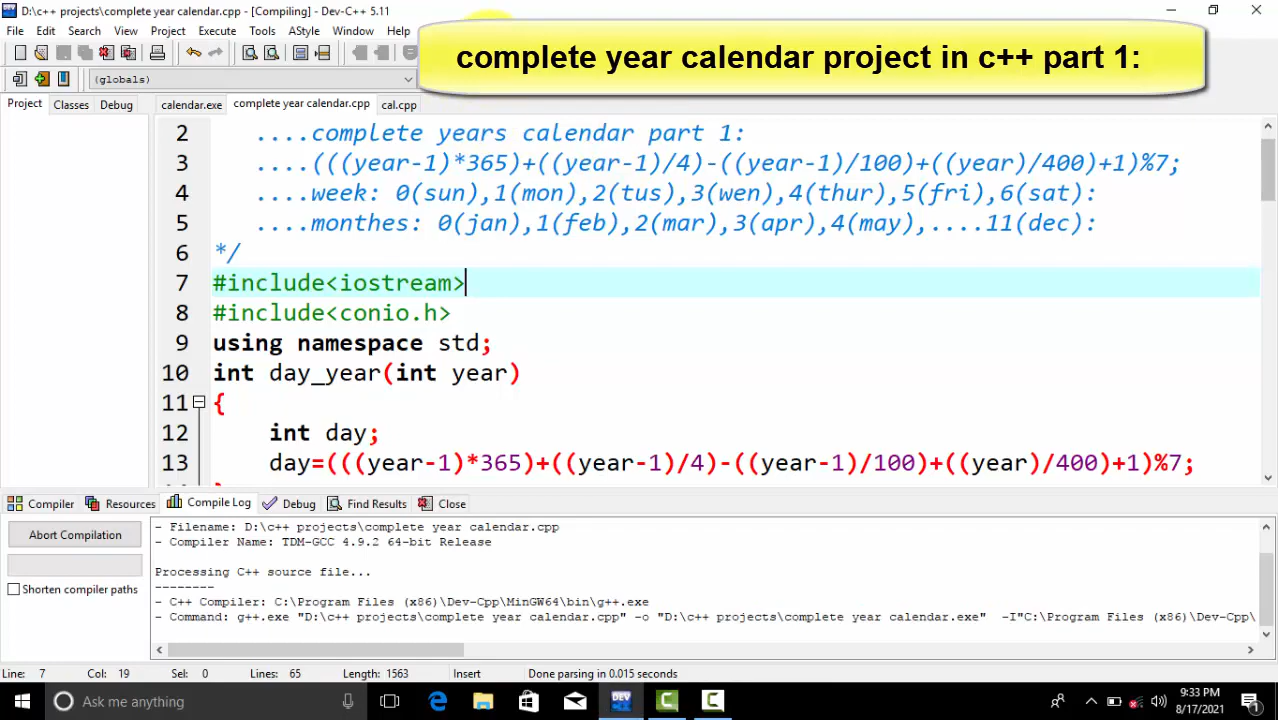 D:\c++ projects\complete year calendar.cpp - [Compiling] - Dev-C++ 5.11
File Edit Search View Project Execute Tools AStyle Window Help
complete year calendar project in c++ part 1:
(globals)
Project Classes Debug
calendar.exe complete year calendar.cpp cal.cpp
2 ....complete years calendar part 1:
3 ....(((year-1)*365)+((year-1)/4)-((year-1)/100)+((year)/400)+1)%7;
4 ....week: 0(sun),1(mon),2(tus),3(wen),4(thur),5(fri),6(sat):
5 ....monthes: 0(jan),1(feb),2(mar),3(apr),4(may),....11(dec):
6 */
7 #include<iostream>
8 #include<conio.h>
9 using namespace std;
10 int day_year(int year)
11 {
12 int day;
13 day=(((year-1)*365)+((year-1)/4)-((year-1)/100)+((year)/400)+1)%7;
Compiler Resources Compile Log Debug Find Results Close
Abort Compilation
Shorten compiler paths
- Filename: D:\c++ projects\complete year calendar.cpp
- Compiler Name: TDM-GCC 4.9.2 64-bit Release
Processing C++ source file...
--------
- C++ Compiler: C:\Program Files (x86)\Dev-Cpp\MinGW64\bin\g++.exe
- Command: g++.exe "D:\c++ projects\complete year calendar.cpp" -o "D:\c++ projects\complete year calendar.exe" -I"C:\Program Files (x86)\Dev-Cpp\
Line: 7 Col: 19 Sel: 0 Lines: 65 Length: 1563 Insert Done parsing in 0.015 seconds
Ask me anything
DEV
C
C
9:33 PM
8/17/2021
1